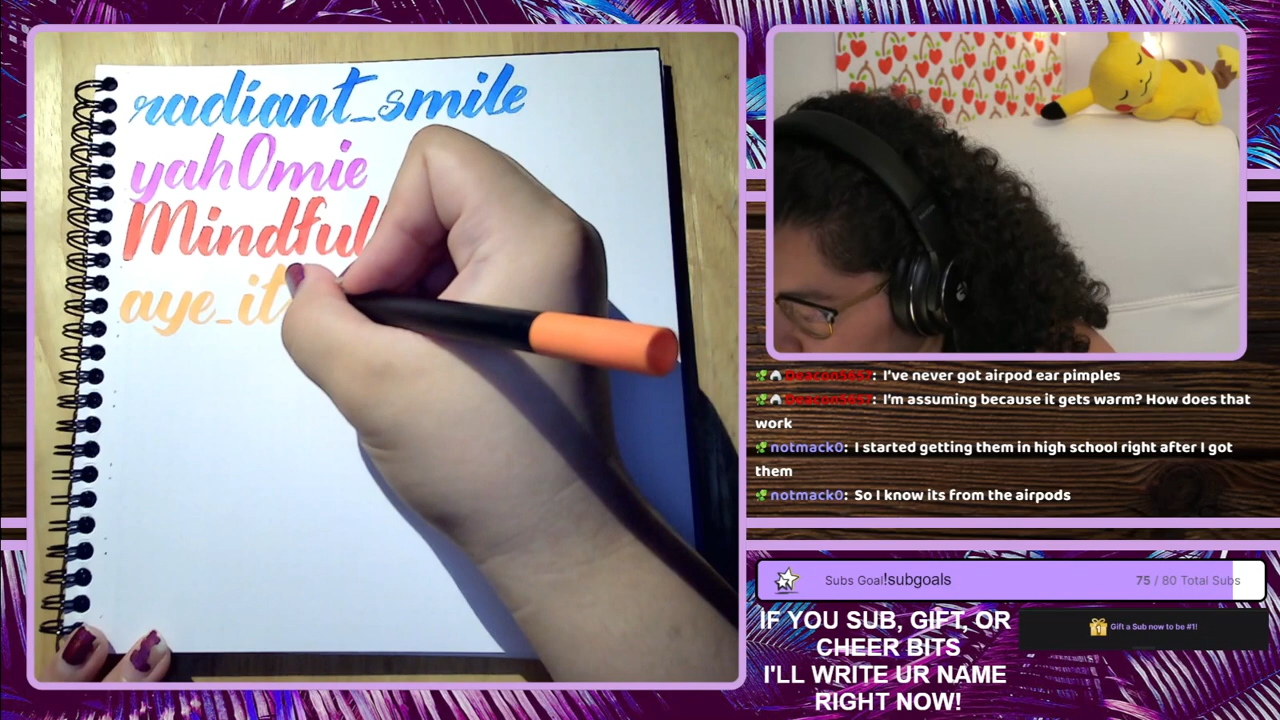 radiant_smile
yah0mie
Mindful
aye_it
Deacon5657: I've never got airpod ear pimples
Deacon5657: I'm assuming because it gets warm? How does that
work
notmack0: I started getting them in high school right after I got
them
notmack0: So I know its from the airpods
Subs Goal!subgoals 75 / 80 Total Subs
Gift a Sub now to be #1!
IF YOU SUB, GIFT, OR
CHEER BITS
I'LL WRITE UR NAME
RIGHT NOW!